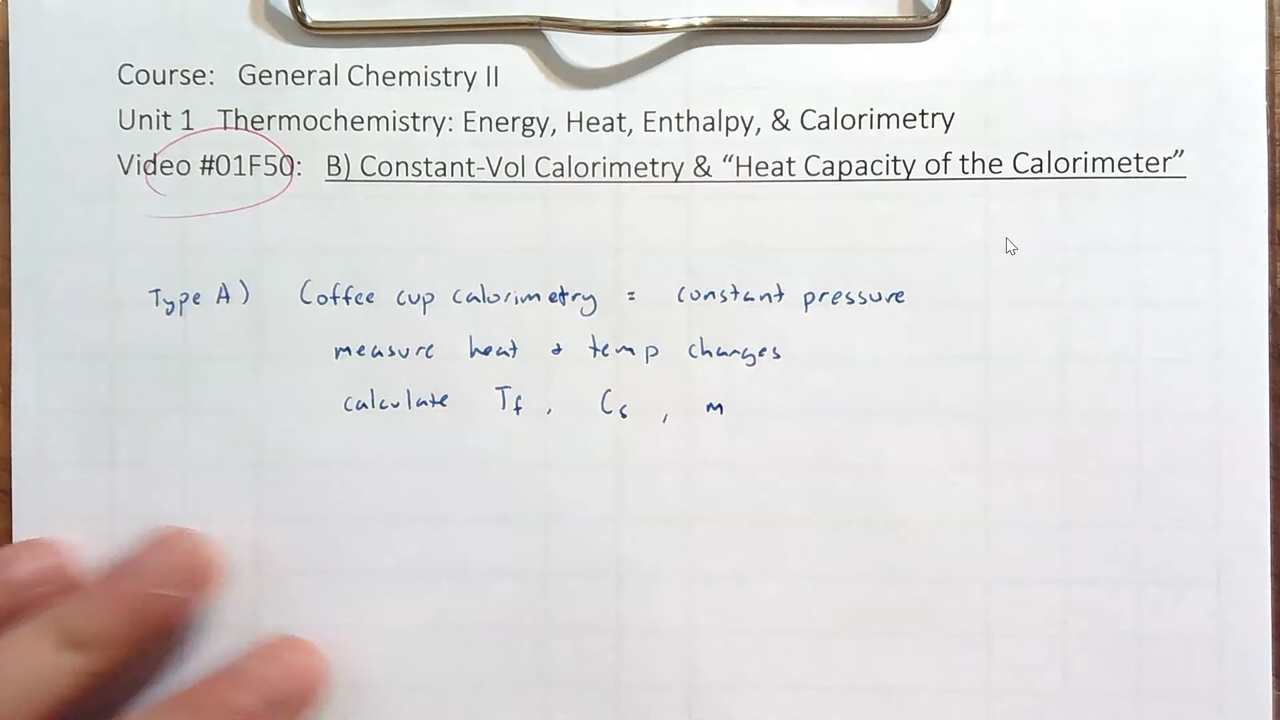 Course: General Chemistry II
Unit 1 Thermochemistry: Energy, Heat, Enthalpy, & Calorimetry
Video #01F50: B) Constant-Vol Calorimetry & “Heat Capacity of the Calorimeter”
Type A) Coffee cup calorimetry = constant pressure
measure heat & temp changes
calculate Tf, Cs, m